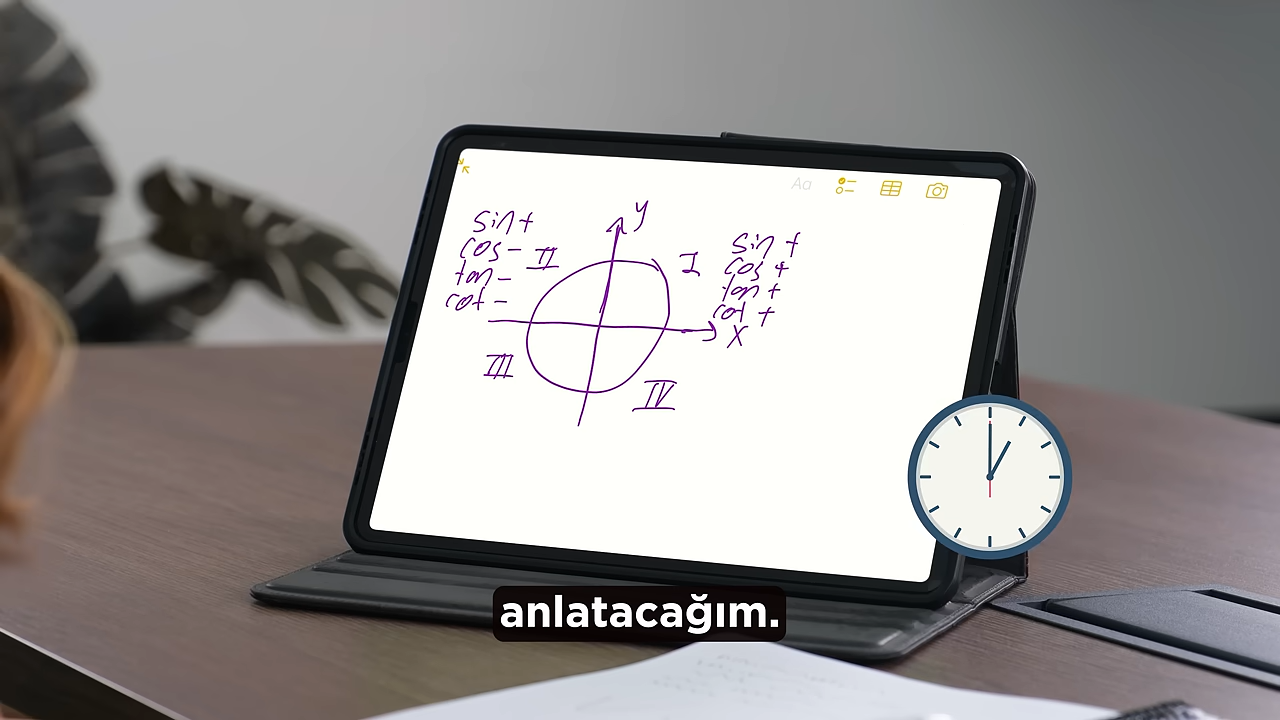 Aa
y
sin +
cos -
tan -
cot -
II
I
sin +
cos +
tan +
cot +
x
III
IV
anlatacağım.